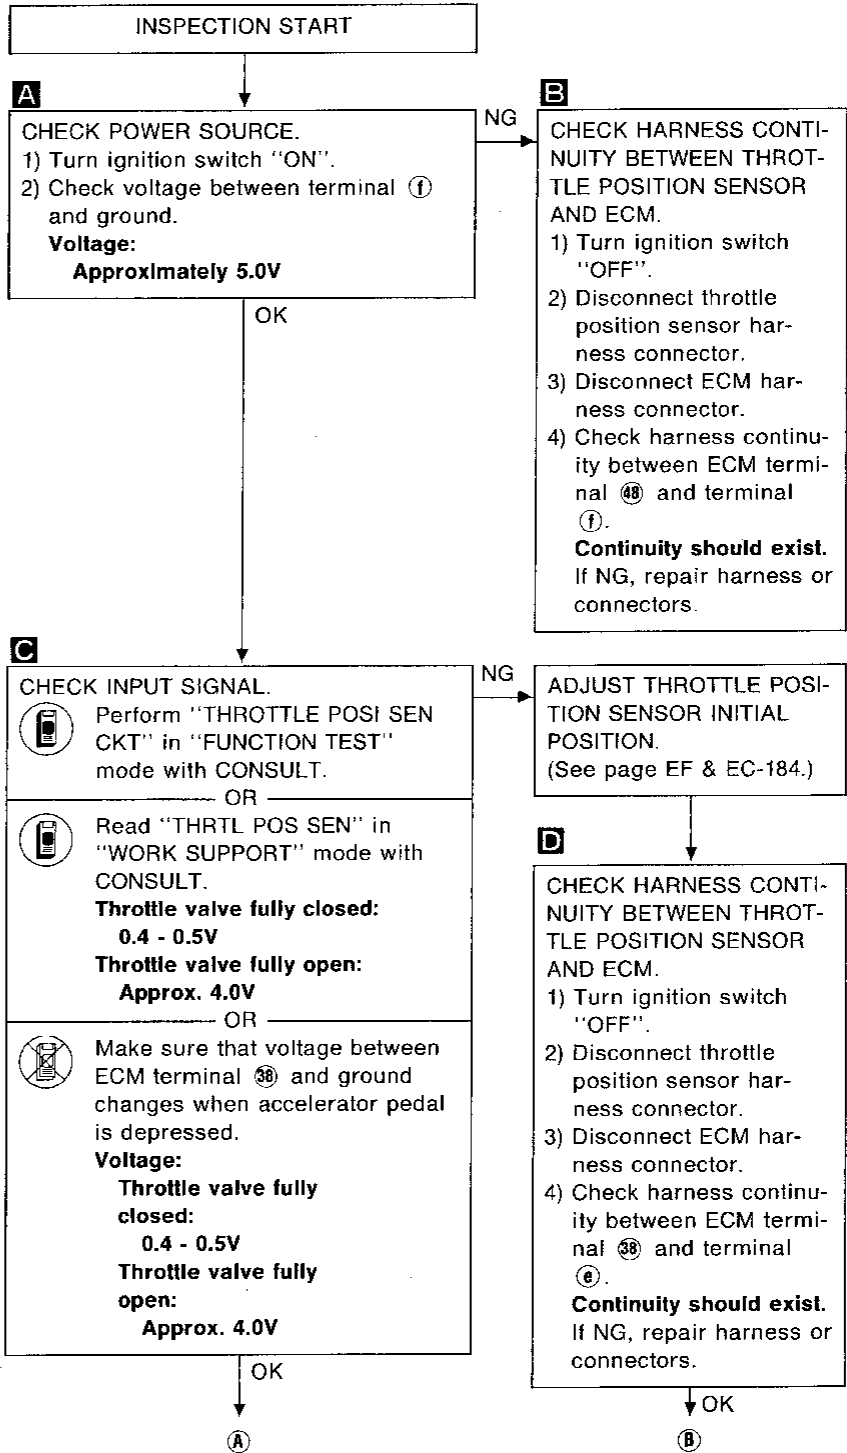 INSPECTION START
A
CHECK POWER SOURCE.
1) Turn ignition switch "ON".
2) Check voltage between terminal ⓕ
and ground.
Voltage:
Approximately 5.0V
NG
OK
B
CHECK HARNESS CONTI-
NUITY BETWEEN THROT-
TLE POSITION SENSOR
AND ECM.
1) Turn ignition switch
"OFF".
2) Disconnect throttle
position sensor har-
ness connector.
3) Disconnect ECM har-
ness connector.
4) Check harness continu-
ity between ECM termi-
nal ㊽ and terminal
ⓕ.
Continuity should exist.
If NG, repair harness or
connectors.
C
CHECK INPUT SIGNAL.
Perform "THROTTLE POSI SEN
CKT" in "FUNCTION TEST"
mode with CONSULT.
OR
Read "THRTL POS SEN" in
"WORK SUPPORT" mode with
CONSULT.
Throttle valve fully closed:
0.4 - 0.5V
Throttle valve fully open:
Approx. 4.0V
OR
Make sure that voltage between
ECM terminal ㊳ and ground
changes when accelerator pedal
is depressed.
Voltage:
Throttle valve fully
closed:
0.4 - 0.5V
Throttle valve fully
open:
Approx. 4.0V
OK
Ⓐ
NG
ADJUST THROTTLE POSI-
TION SENSOR INITIAL
POSITION.
(See page EF & EC-184.)
D
CHECK HARNESS CONTI-
NUITY BETWEEN THROT-
TLE POSITION SENSOR
AND ECM.
1) Turn ignition switch
"OFF".
2) Disconnect throttle
position sensor har-
ness connector.
3) Disconnect ECM har-
ness connector.
4) Check harness continu-
ity between ECM termi-
nal ㊳ and terminal
ⓔ.
Continuity should exist.
If NG, repair harness or
connectors.
OK
Ⓑ